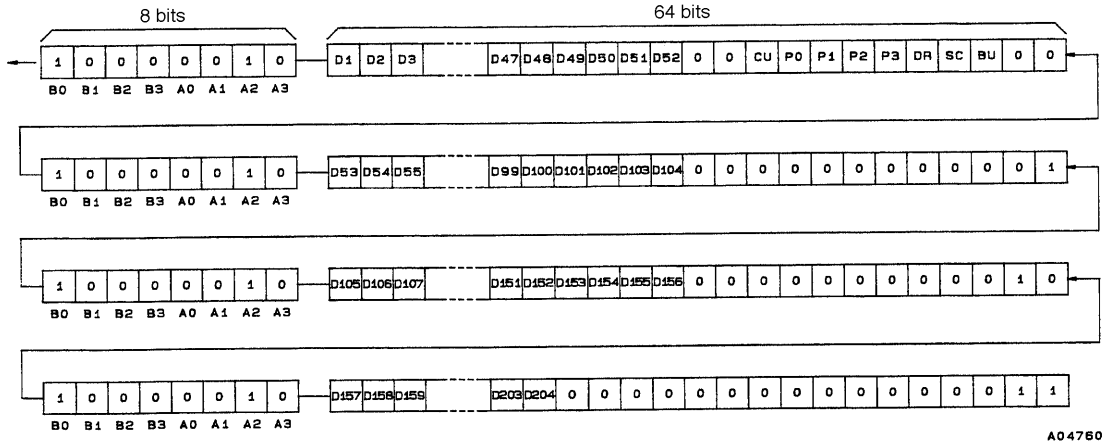 8 bits 64 bits
1 0 0 0 0 0 1 0 D1 D2 D3 D47 D48 D49 D50 D51 D52 0 0 CU P0 P1 P2 P3 DR SC BU 0 0
B0 B1 B2 B3 A0 A1 A2 A3
1 0 0 0 0 0 1 0 D53 D54 D55 D99 D100 D101 D102 D103 D104 0 0 0 0 0 0 0 0 0 0 0 1
B0 B1 B2 B3 A0 A1 A2 A3
1 0 0 0 0 0 1 0 D105 D106 D107 D151 D152 D153 D154 D155 D156 0 0 0 0 0 0 0 0 0 0 1 0
B0 B1 B2 B3 A0 A1 A2 A3
1 0 0 0 0 0 1 0 D157 D158 D159 D203 D204 0 0 0 0 0 0 0 0 0 0 0 0 0 0 1 1
B0 B1 B2 B3 A0 A1 A2 A3
A04760